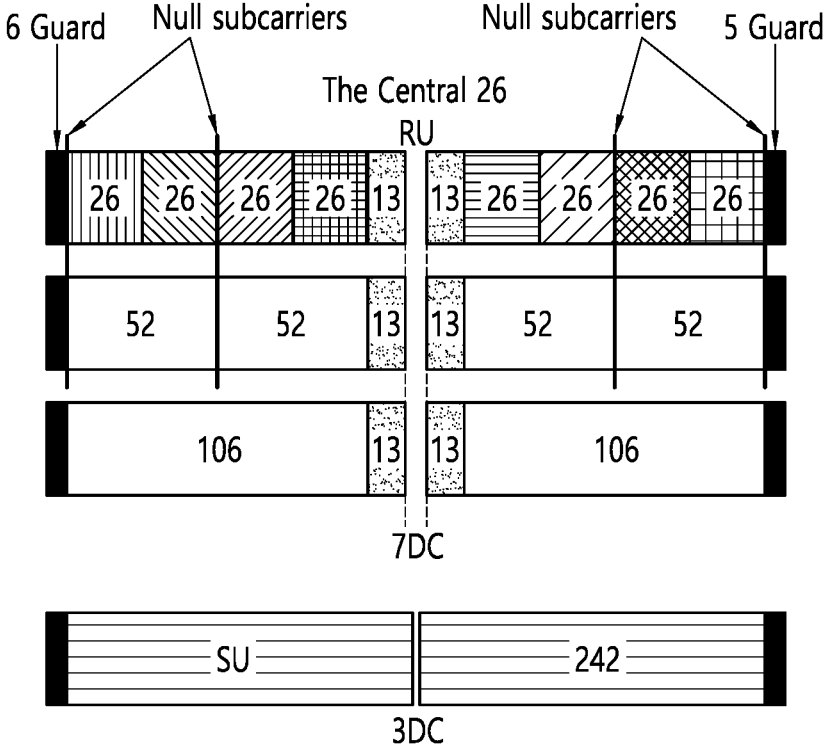 6 Guard
Null subcarriers
Null subcarriers
5 Guard
The Central 26
RU
26 26 26 26 13 13 26 26 26 26
52 52 13 13 52 52
106 13 13 106
7DC
SU 242
3DC